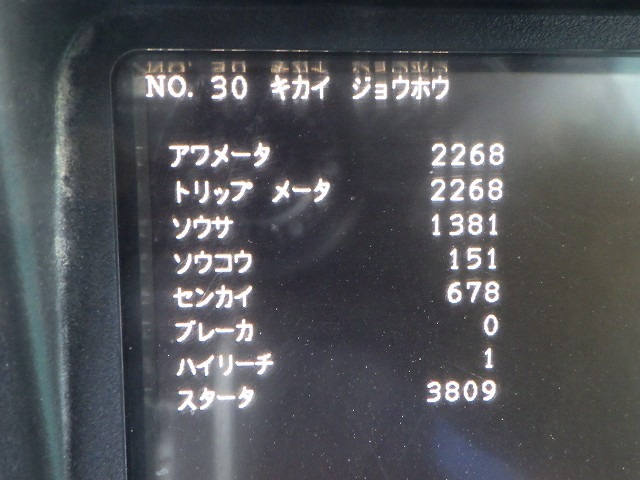 NO. 30 キカイ ジョウホウ
アワメータ 2268
トリップ メータ 2268
ソウサ 1381
ソウコウ 151
センカイ 678
ブレーカ 0
ハイリーチ 1
スタータ 3809